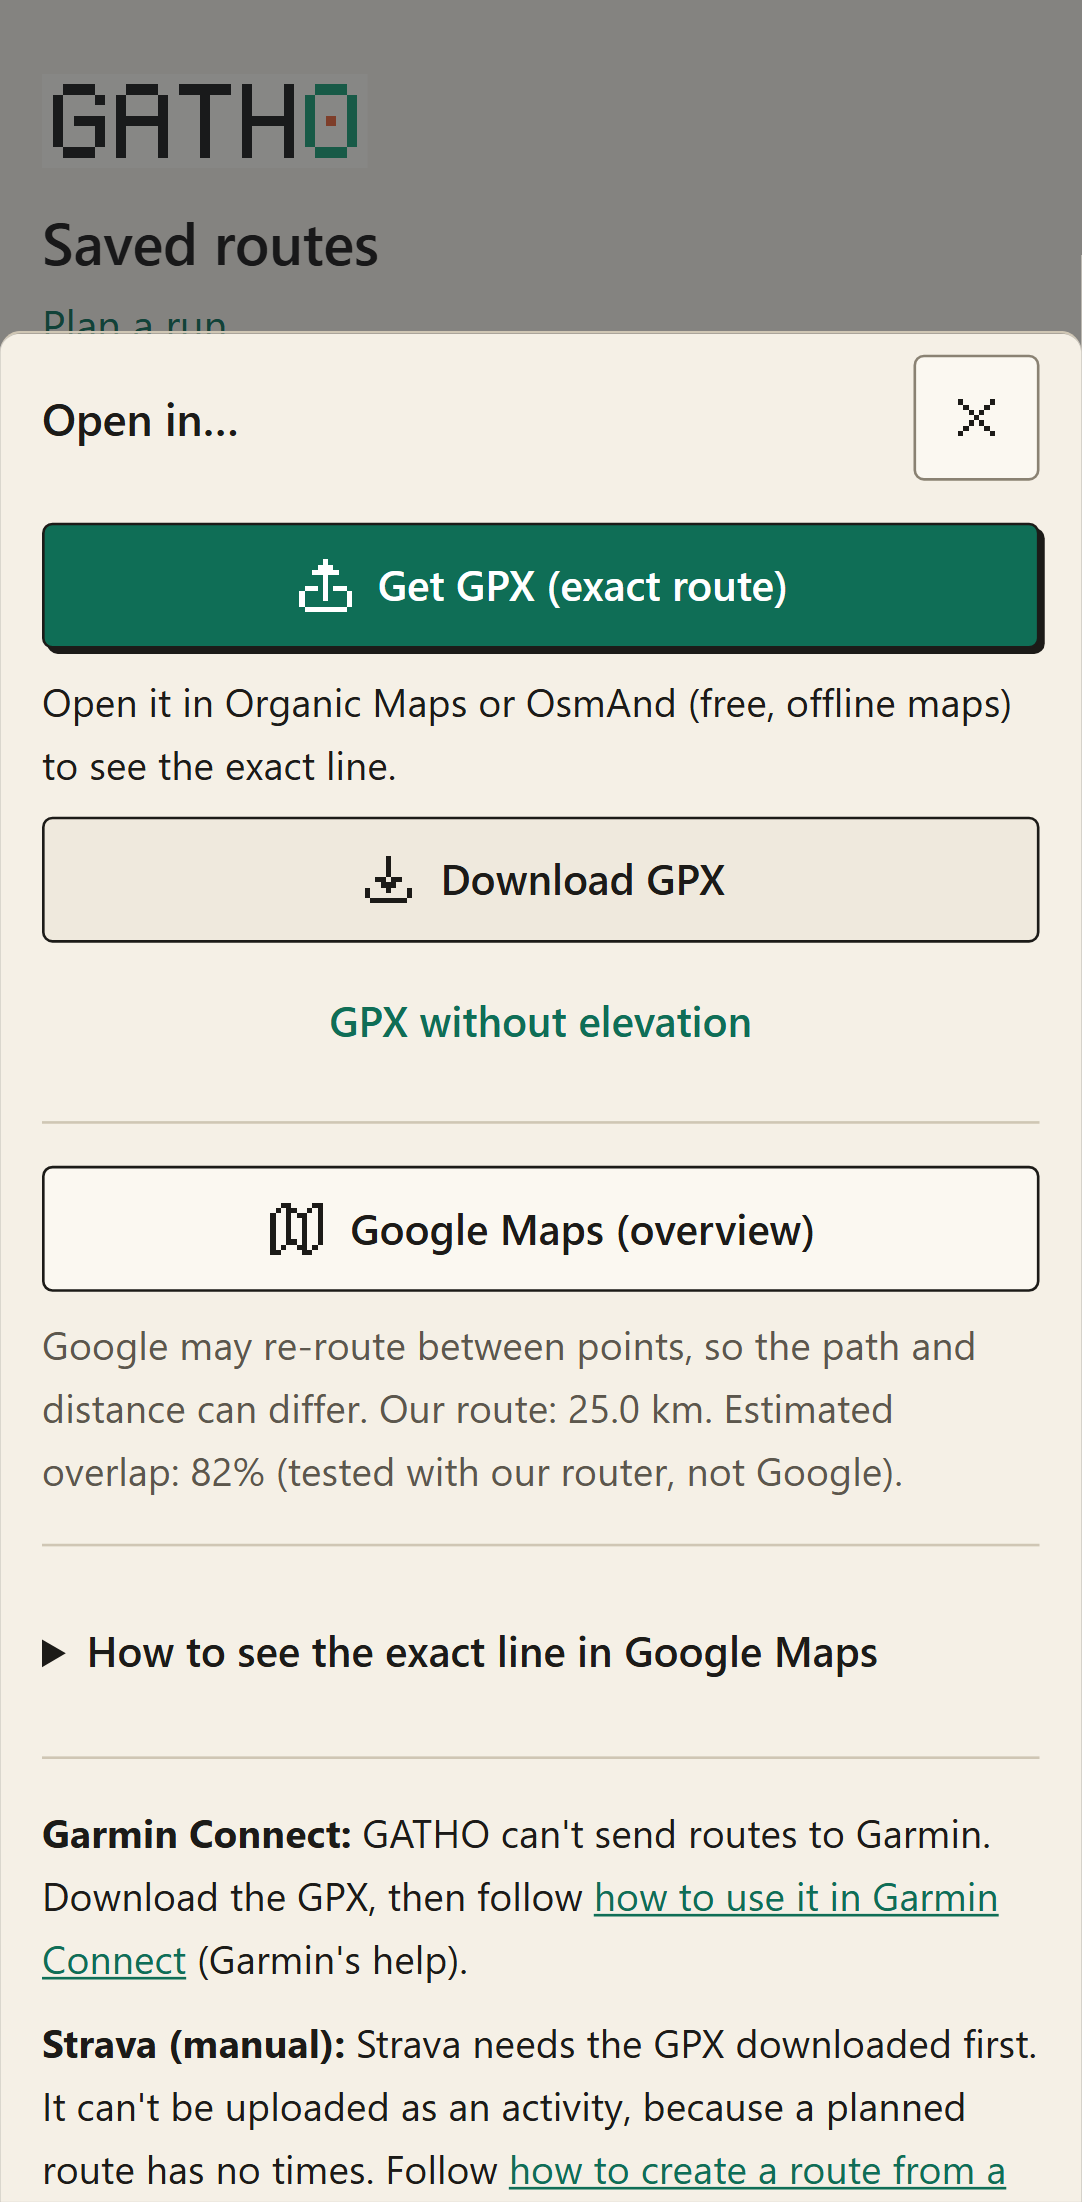 GATHO
Saved routes
Plan a run
Open in...
Get GPX (exact route)
Open it in Organic Maps or OsmAnd (free, offline maps)
to see the exact line.
Download GPX
GPX without elevation
Google Maps (overview)
Google may re-route between points, so the path and
distance can differ. Our route: 25.0 km. Estimated
overlap: 82% (tested with our router, not Google).
How to see the exact line in Google Maps
Garmin Connect: GATHO can't send routes to Garmin.
Download the GPX, then follow how to use it in Garmin
Connect (Garmin's help).
Strava (manual): Strava needs the GPX downloaded first.
It can't be uploaded as an activity, because a planned
route has no times. Follow how to create a route from a